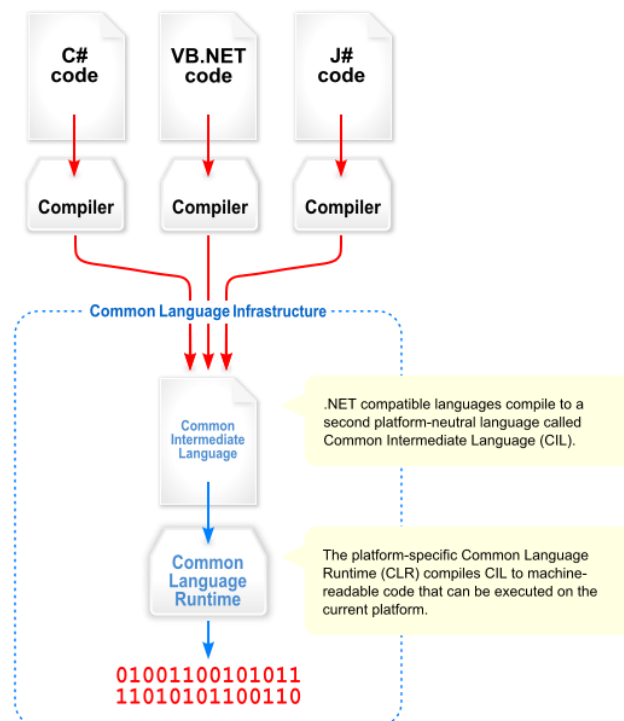 C#
code
VB.NET
code
J#
code
Compiler
Compiler
Compiler
Common Language Infrastructure
Common
Intermediate
Language
.NET compatible languages compile to a
second platform-neutral language called
Common Intermediate Language (CIL).
Common
Language
Runtime
The platform-specific Common Language
Runtime (CLR) compiles CIL to machine-
readable code that can be executed on the
current platform.
01001100101011
11010101100110